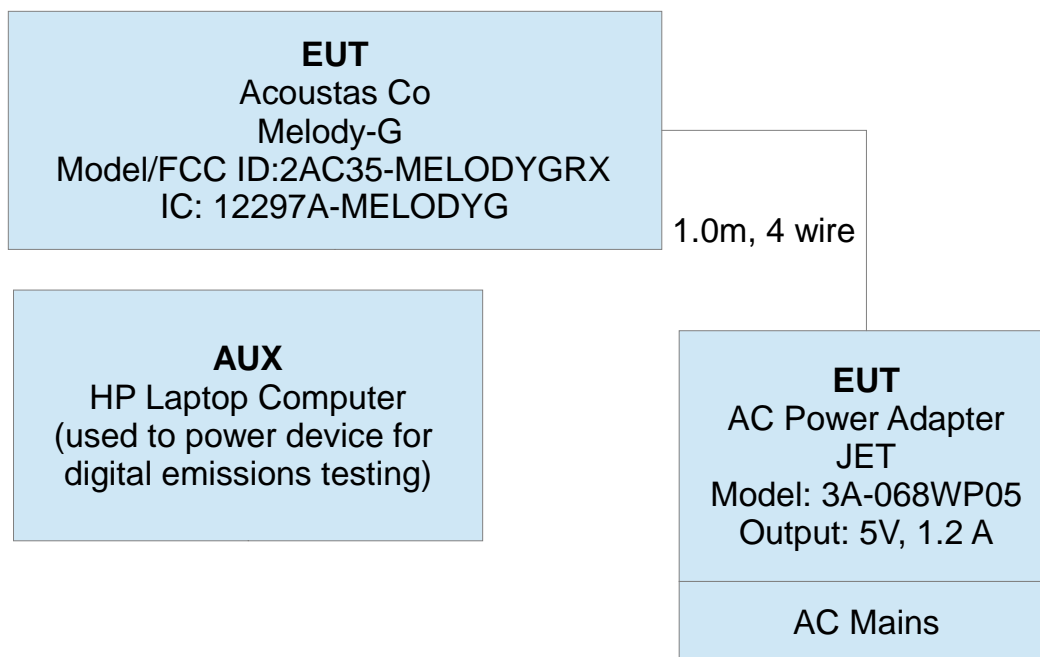 EUT
Acoustas Co
Melody-G
Model/FCC ID:2AC35-MELODYGRX
IC: 12297A-MELODYG
1.0m, 4 wire
AUX
HP Laptop Computer
(used to power device for
digital emissions testing)
EUT
AC Power Adapter
JET
Model: 3A-068WP05
Output: 5V, 1.2 A
AC Mains